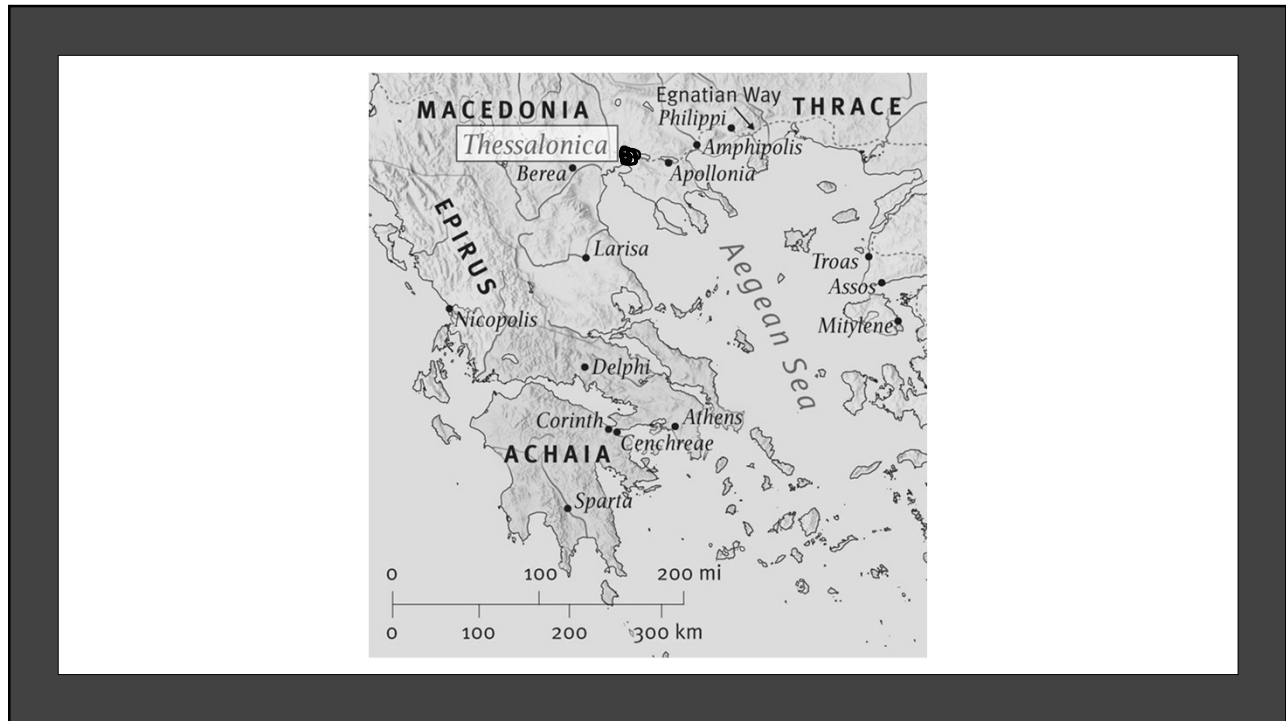 Egnatian Way
MACEDONIA
THRACE
Philippi
Thessalonica
Amphipolis
Berea
Apollonia
EPIRUS
Larisa
Aegean Sea
Troas
Assos
Nicopolis
Mitylene
Delphi
Corinth
Athens
Cenchreae
ACHAIA
Sparta
0 100 200 mi
0 100 200 300 km